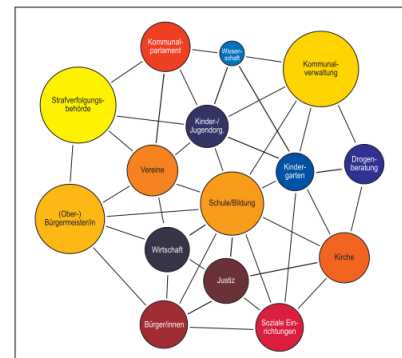 Kommunal-
parlament
Wissen-
schaft
Kommunal-
verwaltung
Strafverfolgungs-
behörde
Kinder-/
Jugendorg.
Vereine
Kinder-
garten
Drogen-
beratung
(Ober-)
Bürgermeister/in
Schule/Bildung
Wirtschaft
Justiz
Kirche
Bürger/innen
Soziale Ein-
richtungen